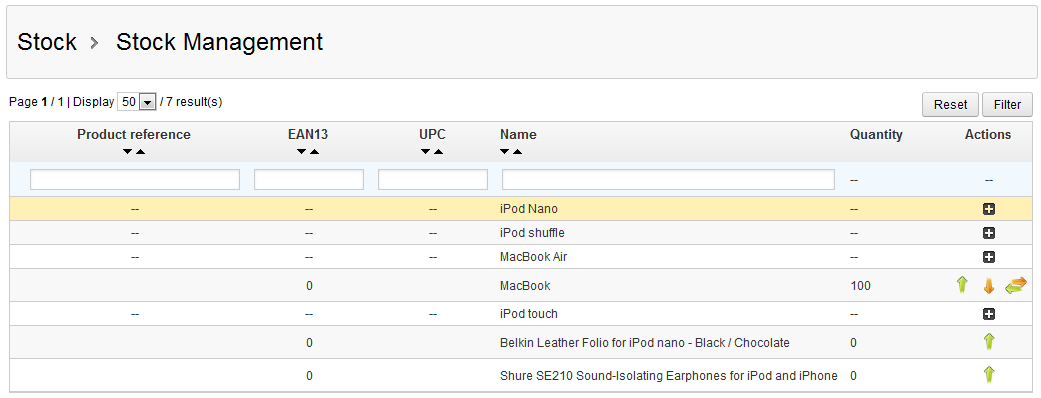 Stock > Stock Management
Page 1 / 1 | Display 50 / 7 result(s) Reset Filter
Product reference EAN13 UPC Name Quantity Actions
-- --
-- -- -- iPod Nano --
-- -- -- iPod shuffle --
-- -- -- MacBook Air --
0 MacBook 100
-- -- -- iPod touch --
0 Belkin Leather Folio for iPod nano - Black / Chocolate 0
0 Shure SE210 Sound-Isolating Earphones for iPod and iPhone 0